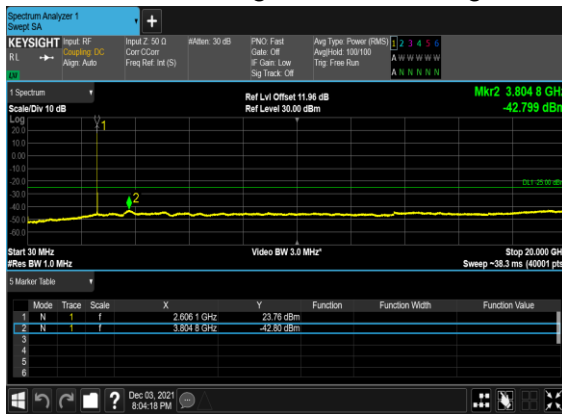 Spectrum Analyzer 1
Swept SA
+
KEYSIGHT Input: RF Input Z: 50 Ω #Atten: 30 dB PNO: Fast Avg Type: Power (RMS) 1 2 3 4 5 6
RL Coupling: DC Corr CCorr Gate: Off Avg|Hold: 100/100 A W W W W W
Align: Auto Freq Ref: Int (S) IF Gain: Low Trig: Free Run A N N N N N
Sig Track: Off
1 Spectrum Ref Lvl Offset 11.96 dB Mkr2 3.804 8 GHz
Scale/Div 10 dB Ref Level 30.00 dBm -42.799 dBm
Log
20.0
10.0
0.00
-10.0
-20.0
-30.0
-40.0
-50.0
-60.0
1
2
DL1 -25.00 dBm
Start 30 MHz Video BW 3.0 MHz* Stop 20.000 GHz
#Res BW 1.0 MHz Sweep ~38.3 ms (40001 pts)
5 Marker Table
Mode Trace Scale X Y Function Function Width Function Value
1 N 1 f 2.606 1 GHz 23.76 dBm
2 N 1 f 3.804 8 GHz -42.80 dBm
3
4
5
6
? Dec 03, 2021
8:04:18 PM